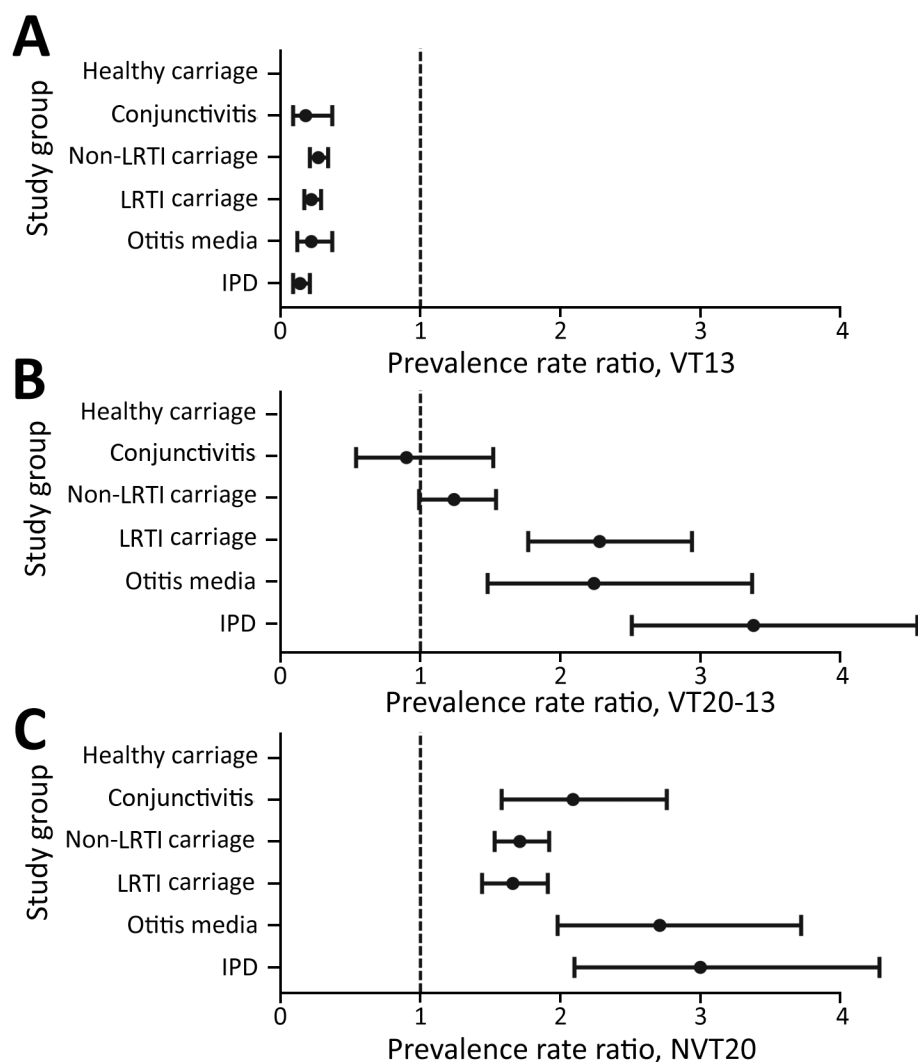 A
Study group
Healthy carriage
Conjunctivitis
Non-LRTI carriage
LRTI carriage
Otitis media
IPD
0 1 2 3 4
Prevalence rate ratio, VT13
B
Study group
Healthy carriage
Conjunctivitis
Non-LRTI carriage
LRTI carriage
Otitis media
IPD
0 1 2 3 4
Prevalence rate ratio, VT20-13
C
Study group
Healthy carriage
Conjunctivitis
Non-LRTI carriage
LRTI carriage
Otitis media
IPD
0 1 2 3 4
Prevalence rate ratio, NVT20